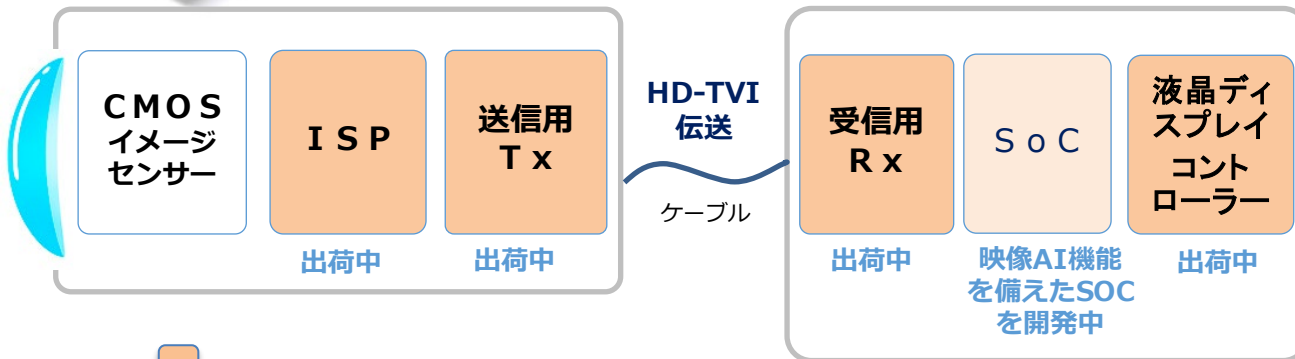 ＣＭＯＳ
イメージ
センサー
ＩＳＰ
送信用
Ｔｘ
HD-TVI
伝送
ケーブル
受信用
Ｒｘ
ＳｏＣ
液晶ディ
スプレイ
コント
ローラー
出荷中
出荷中
出荷中
映像AI機能
を備えたSOC
を開発中
出荷中